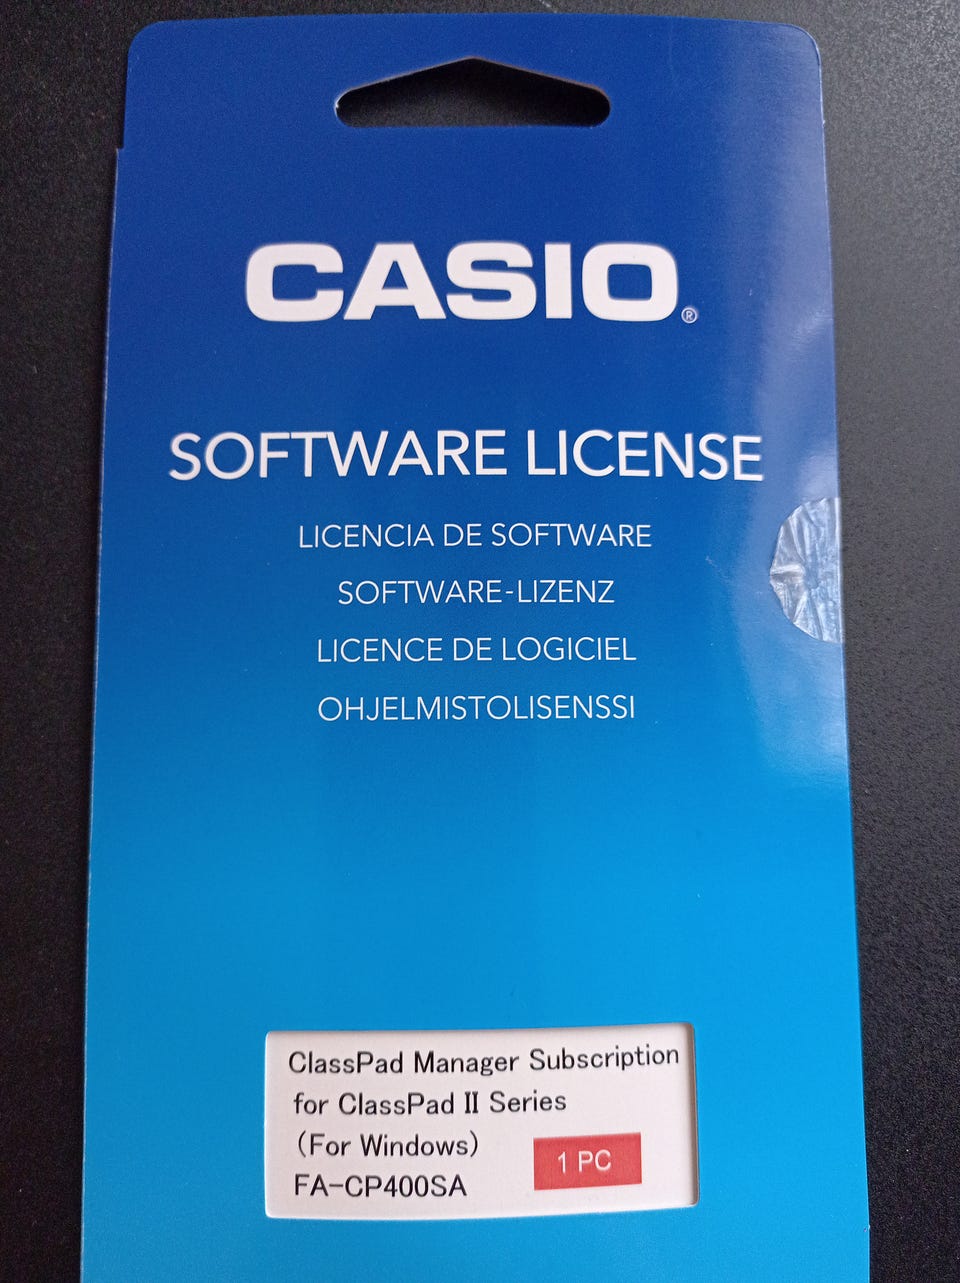 CASIO®
SOFTWARE LICENSE
LICENCIA DE SOFTWARE
SOFTWARE-LIZENZ
LICENCE DE LOGICIEL
OHJELMISTOLISENSSI
ClassPad Manager Subscription
for ClassPad II Series
(For Windows)
1 PC
FA-CP400SA